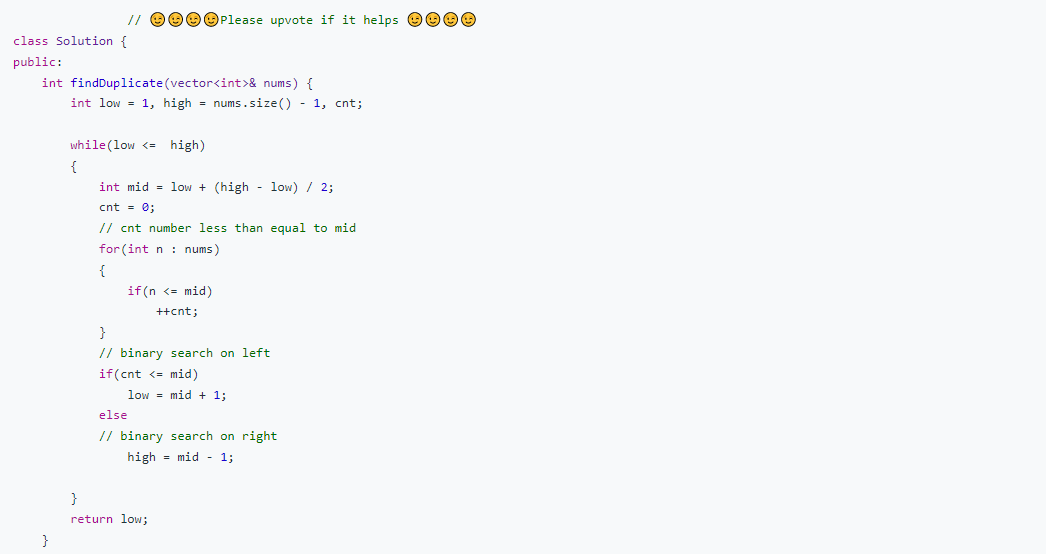 // 😉😉😉😉Please upvote if it helps 😉😉😉😉
class Solution {
public:
    int findDuplicate(vector<int>& nums) {
        int low = 1, high = nums.size() - 1, cnt;
        while(low <=  high)
        {
            int mid = low + (high - low) / 2;
            cnt = 0;
            // cnt number less than equal to mid
            for(int n : nums)
            {
                if(n <= mid)
                    ++cnt;
            }
            // binary search on left
            if(cnt <= mid)
                low = mid + 1;
            else
            // binary search on right
                high = mid - 1;
        }
        return low;
    }